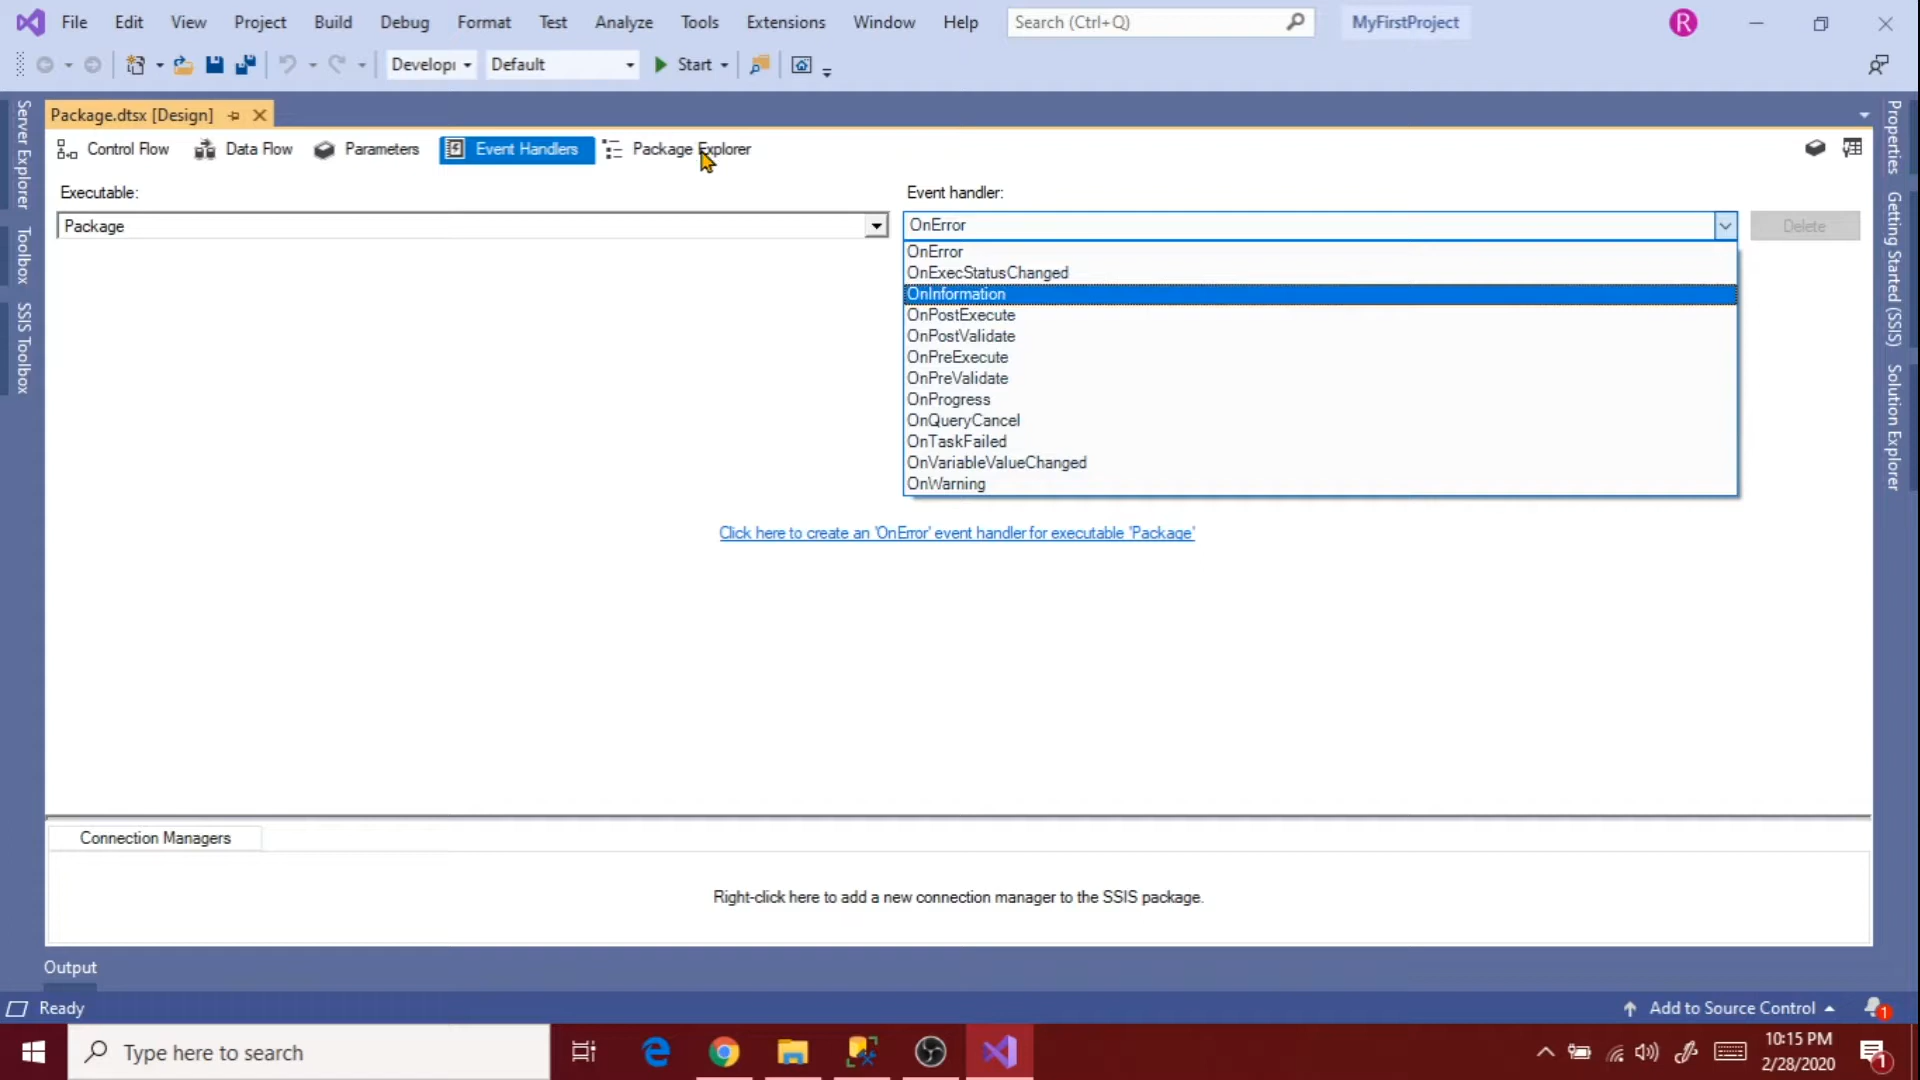 File Edit View Project Build Debug Format Test Analyze Tools Extensions Window Help Search (Ctrl+Q) MyFirstProject R
Developi Default Start
Package.dtsx [Design]
Control Flow Data Flow Parameters Event Handlers Package Explorer
Executable: Event handler:
Package OnError Delete
OnError
OnExecStatusChanged
OnInformation
OnPostExecute
OnPostValidate
OnPreExecute
OnPreValidate
OnProgress
OnQueryCancel
OnTaskFailed
OnVariableValueChanged
OnWarning
Click here to create an 'OnError' event handler for executable 'Package'
Server Explorer
Toolbox
SSIS Toolbox
Properties
Getting Started (SSIS)
Solution Explorer
Connection Managers
Right-click here to add a new connection manager to the SSIS package.
Output
Ready Add to Source Control 1
Type here to search 10:15 PM
2/28/2020 1